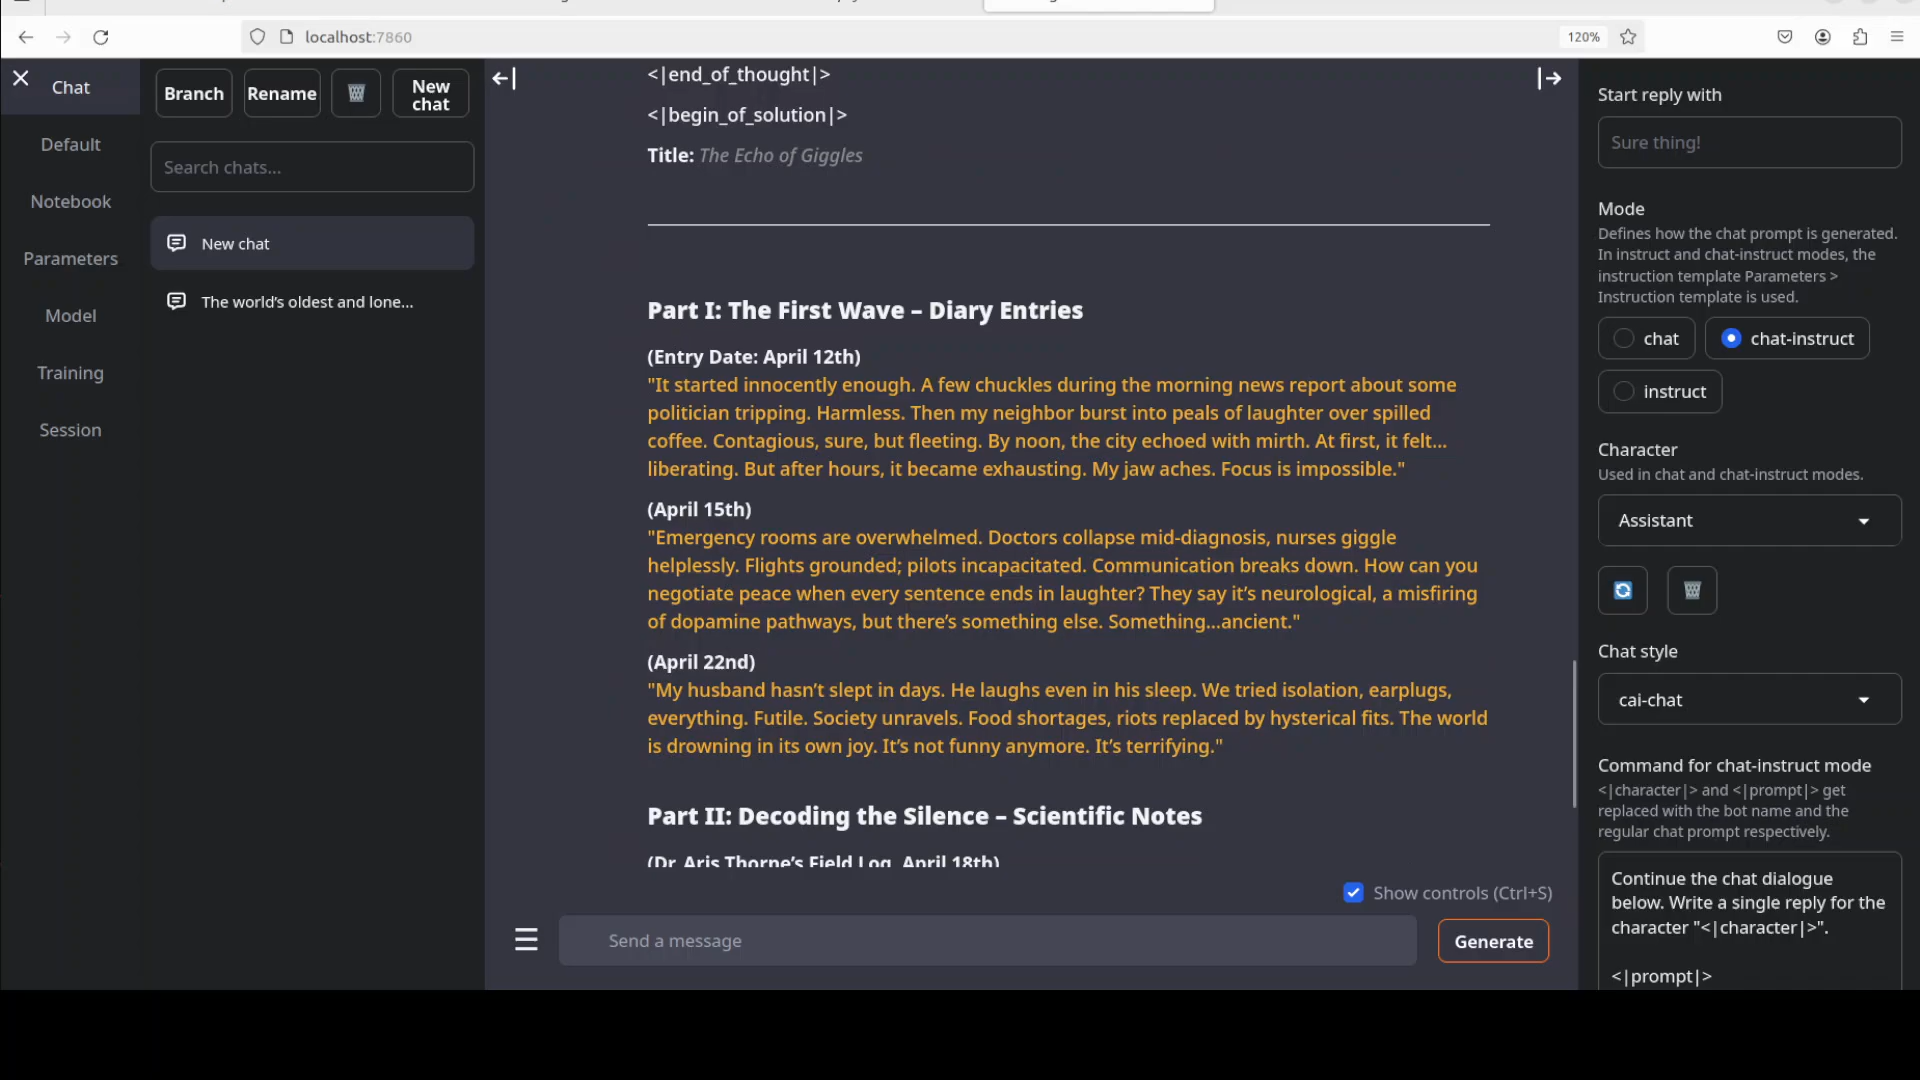 localhost:7860
120%
Chat
Default
Notebook
Parameters
Model
Training
Session
Branch
Rename
New
chat
Search chats...
New chat
The world's oldest and lone...
<|end_of_thought|>
<|begin_of_solution|>
Title: The Echo of Giggles
Part I: The First Wave – Diary Entries
(Entry Date: April 12th)
"It started innocently enough. A few chuckles during the morning news report about some
politician tripping. Harmless. Then my neighbor burst into peals of laughter over spilled
coffee. Contagious, sure, but fleeting. By noon, the city echoed with mirth. At first, it felt…
liberating. But after hours, it became exhausting. My jaw aches. Focus is impossible."
(April 15th)
"Emergency rooms are overwhelmed. Doctors collapse mid-diagnosis, nurses giggle
helplessly. Flights grounded; pilots incapacitated. Communication breaks down. How can you
negotiate peace when every sentence ends in laughter? They say it’s neurological, a misfiring
of dopamine pathways, but there’s something else. Something…ancient."
(April 22nd)
"My husband hasn’t slept in days. He laughs even in his sleep. We tried isolation, earplugs,
everything. Futile. Society unravels. Food shortages, riots replaced by hysterical fits. The world
is drowning in its own joy. It’s not funny anymore. It’s terrifying."
Part II: Decoding the Silence – Scientific Notes
(Dr. Aris Thorne’s Field Log, April 18th)
Show controls (Ctrl+S)
Send a message
Generate
Start reply with
Sure thing!
Mode
Defines how the chat prompt is generated.
In instruct and chat-instruct modes, the
instruction template Parameters >
Instruction template is used.
chat
chat-instruct
instruct
Character
Used in chat and chat-instruct modes.
Assistant
Chat style
cai-chat
Command for chat-instruct mode
<|character|> and <|prompt|> get
replaced with the bot name and the
regular chat prompt respectively.
Continue the chat dialogue
below. Write a single reply for the
character "<|character|>".
<|prompt|>